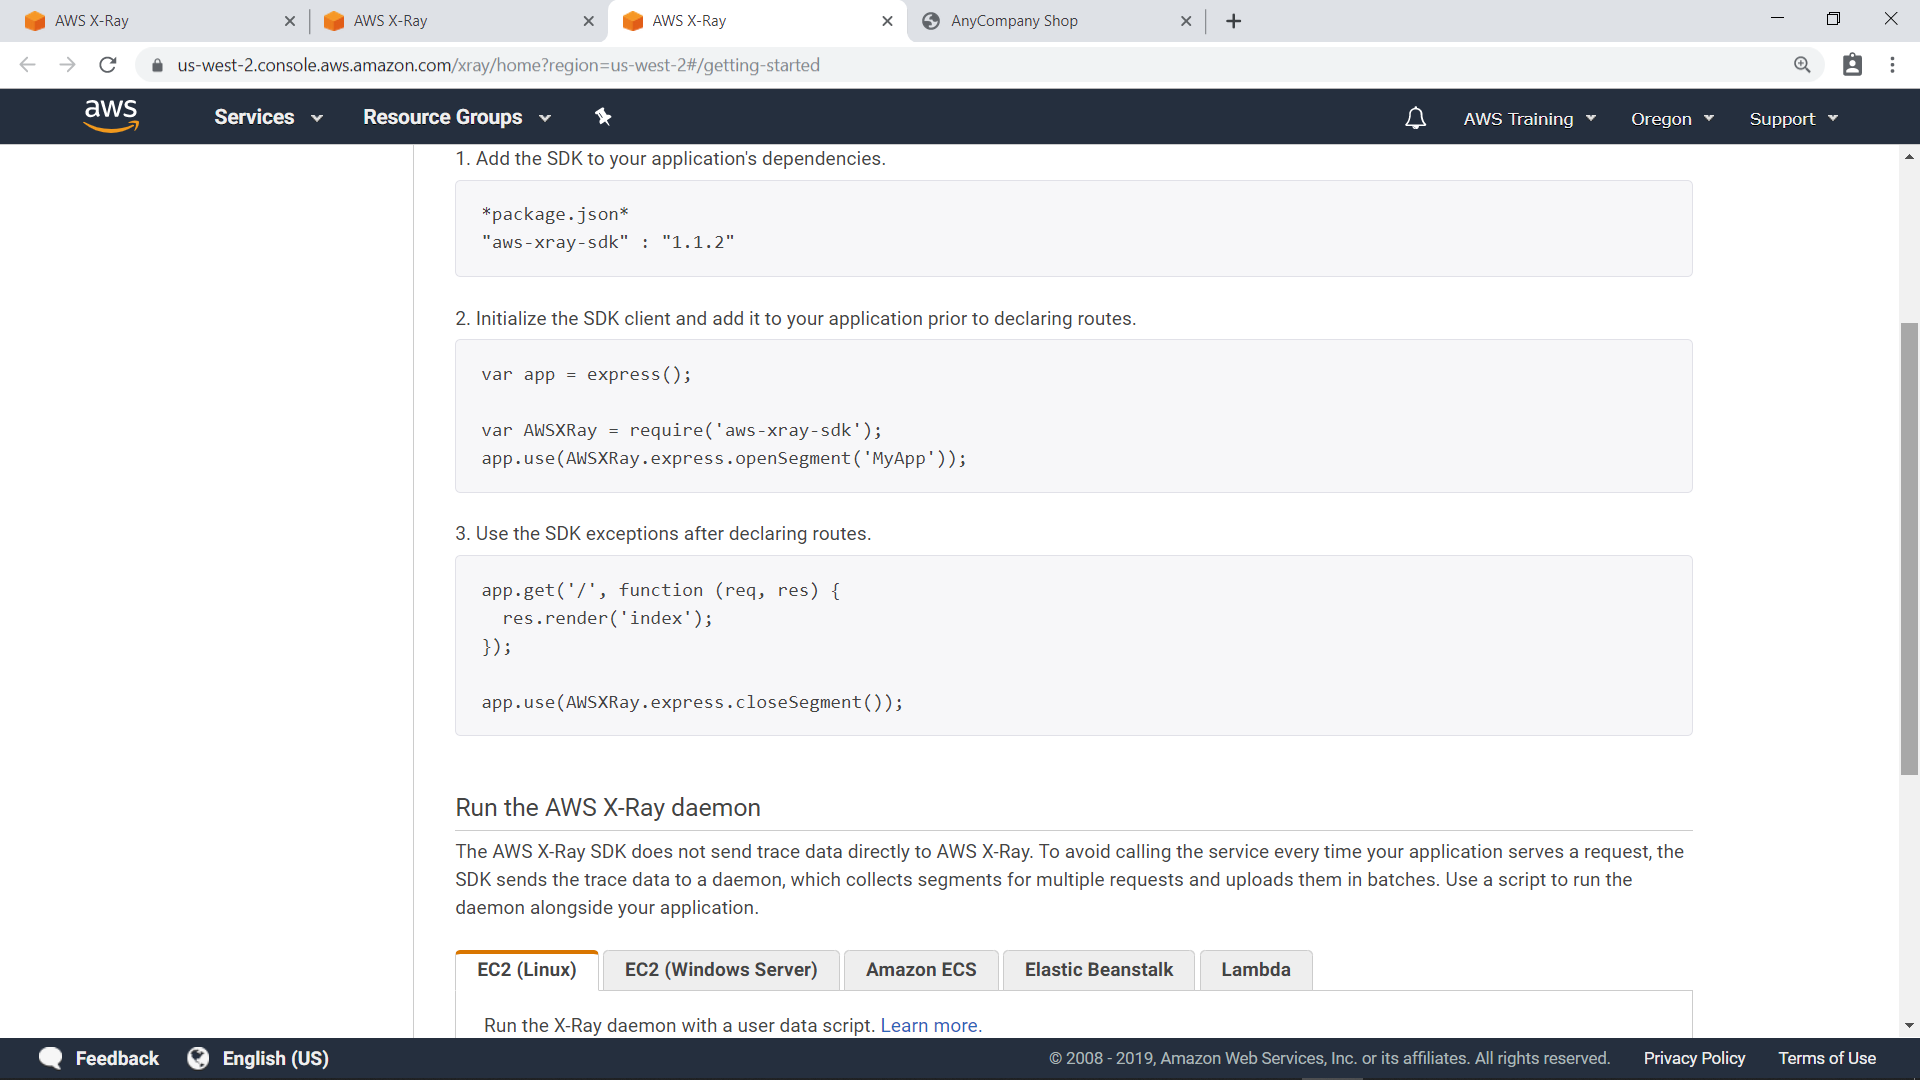 AWS X-Ray
AWS X-Ray
AWS X-Ray
AnyCompany Shop
us-west-2.console.aws.amazon.com/xray/home?region=us-west-2#/getting-started
aws
Services
Resource Groups
AWS Training
Oregon
Support
1. Add the SDK to your application's dependencies.
*package.json*
"aws-xray-sdk" : "1.1.2"
2. Initialize the SDK client and add it to your application prior to declaring routes.
var app = express();
var AWSXRay = require('aws-xray-sdk');
app.use(AWSXRay.express.openSegment('MyApp'));
3. Use the SDK exceptions after declaring routes.
app.get('/', function (req, res) {
  res.render('index');
});
app.use(AWSXRay.express.closeSegment());
Run the AWS X-Ray daemon
The AWS X-Ray SDK does not send trace data directly to AWS X-Ray. To avoid calling the service every time your application serves a request, the
SDK sends the trace data to a daemon, which collects segments for multiple requests and uploads them in batches. Use a script to run the
daemon alongside your application.
EC2 (Linux)
EC2 (Windows Server)
Amazon ECS
Elastic Beanstalk
Lambda
Run the X-Ray daemon with a user data script. Learn more.
Feedback
English (US)
© 2008 - 2019, Amazon Web Services, Inc. or its affiliates. All rights reserved.
Privacy Policy
Terms of Use